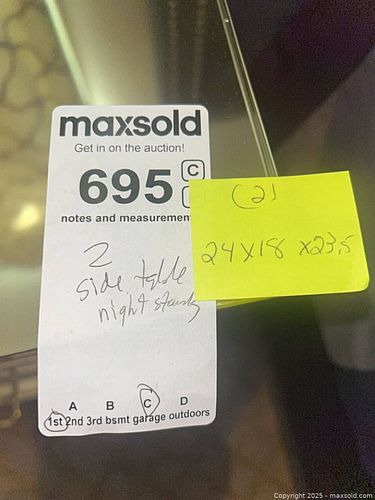 maxsold
Get in on the auction!
695 C
notes and measuremen
2
side table
night stands
A B C D
1st 2nd 3rd bsmt garage outdoors
(2)
24x18 x23.5
Copyright 2025 - maxsold.com